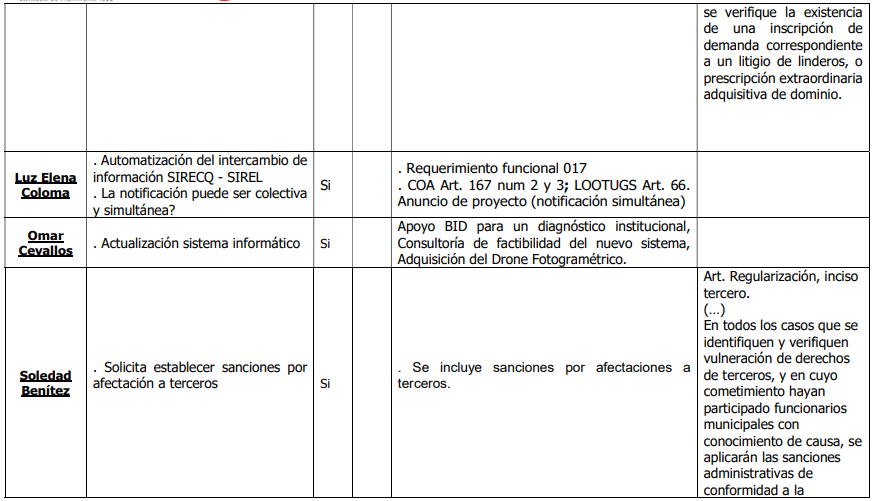 se verifique la existencia
de una inscripción de
demanda correspondiente
a un litigio de linderos, o
prescripción extraordinaria
adquisitiva de dominio.
Luz Elena
Coloma
. Automatización del intercambio de
información SIRECQ - SIREL
. La notificación puede ser colectiva
y simultánea?
Si
. Requerimiento funcional 017
. COA Art. 167 num 2 y 3; LOOTUGS Art. 66.
Anuncio de proyecto (notificación simultánea)
Omar
Cevallos
. Actualización sistema informático
Si
Apoyo BID para un diagnóstico institucional,
Consultoría de factibilidad del nuevo sistema,
Adquisición del Drone Fotogramétrico.
Soledad
Benítez
. Solicita establecer sanciones por
afectación a terceros
Si
. Se incluye sanciones por afectaciones a
terceros.
Art. Regularización, inciso
tercero.
(…)
En todos los casos que se
identifiquen y verifiquen
vulneración de derechos
de terceros, y en cuyo
cometimiento hayan
participado funcionarios
municipales con
conocimiento de causa, se
aplicarán las sanciones
administrativas de
conformidad a la